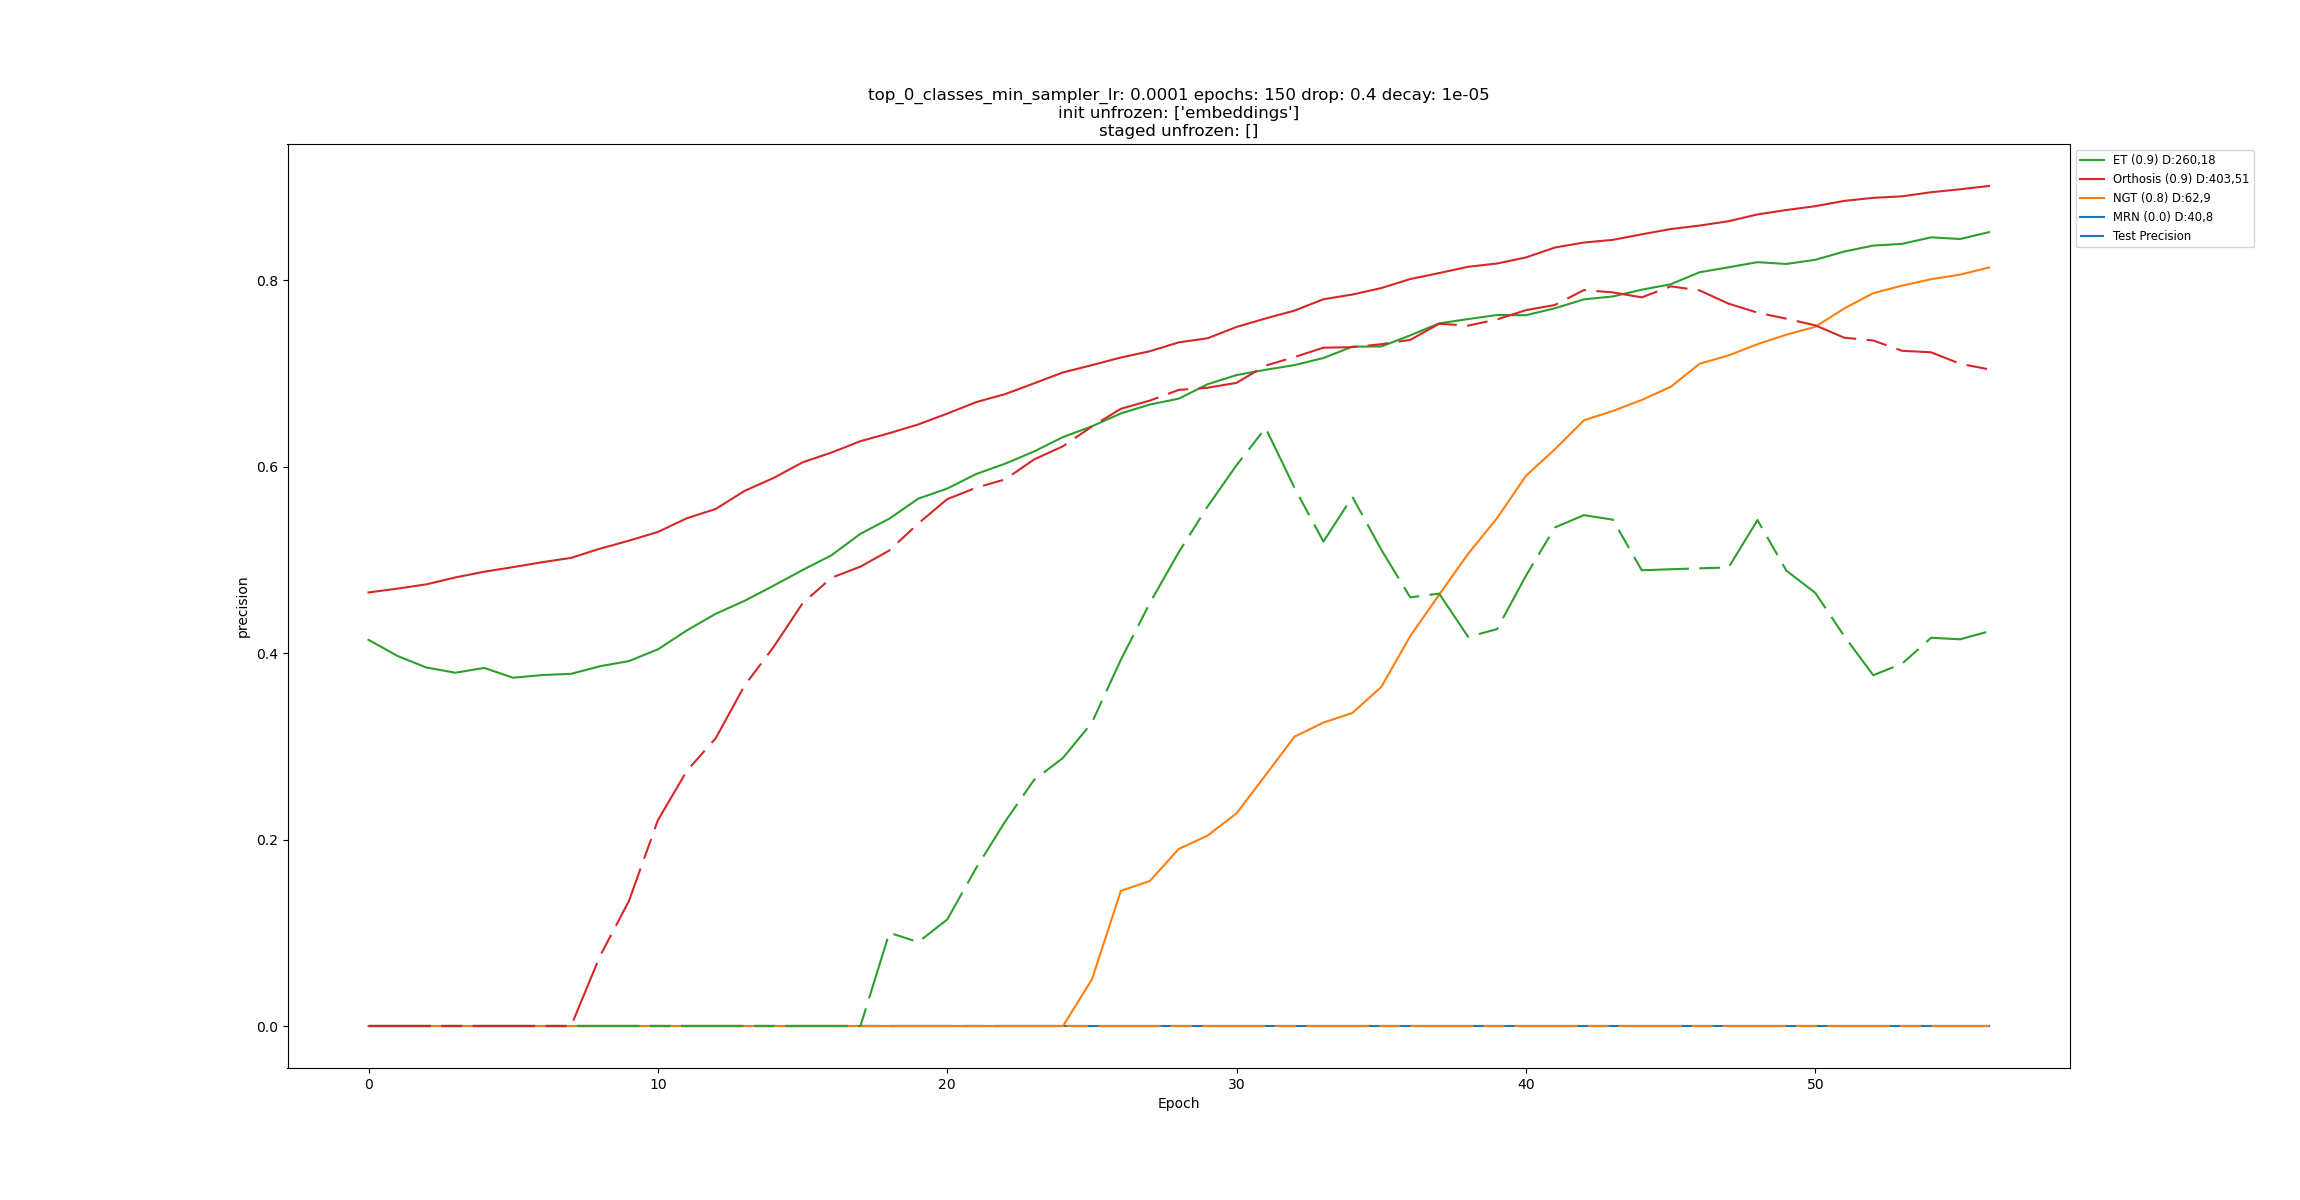 top_0_classes_min_sampler_lr: 0.0001 epochs: 150 drop: 0.4 decay: 1e-05
init unfrozen: ['embeddings']
staged unfrozen: []
ET (0.9) D:260,18
Orthosis (0.9) D:403,51
NGT (0.8) D:62,9
MRN (0.0) D:40,8
Test Precision
precision
0.8
0.6
0.4
0.2
0.0
0
10
20
30
40
50
Epoch